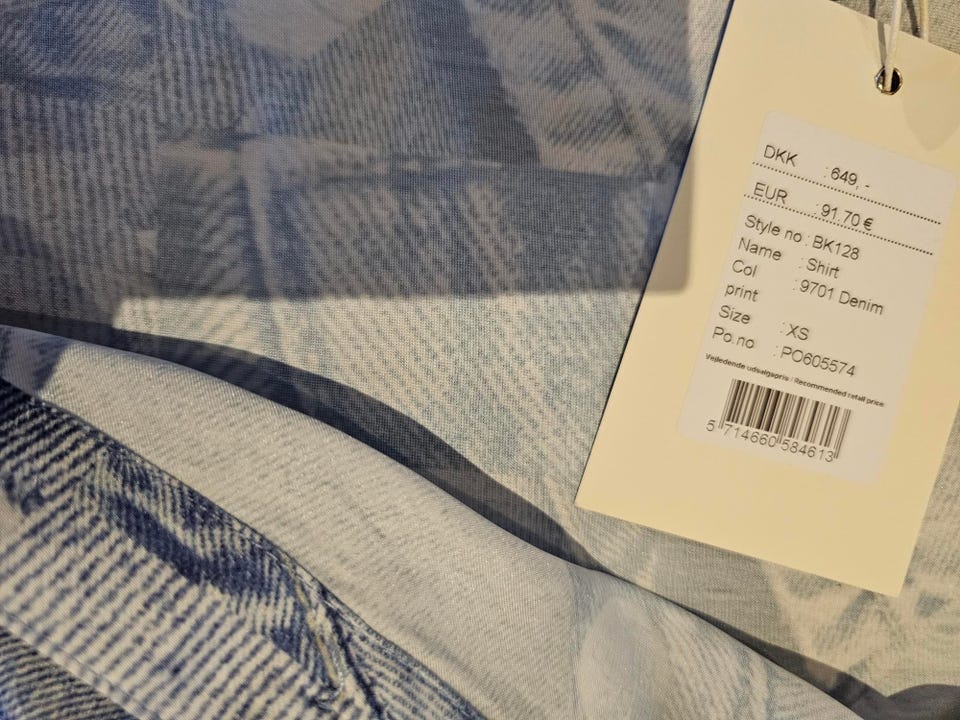 DKK : 649, -
EUR : 91.70 €
Style no : BK128
Name : Shirt
Col : 9701 Denim
print
Size : XS
Po.no : PO605574
Vejledende udsalgspris / Recommended retail price
5 714660 584613